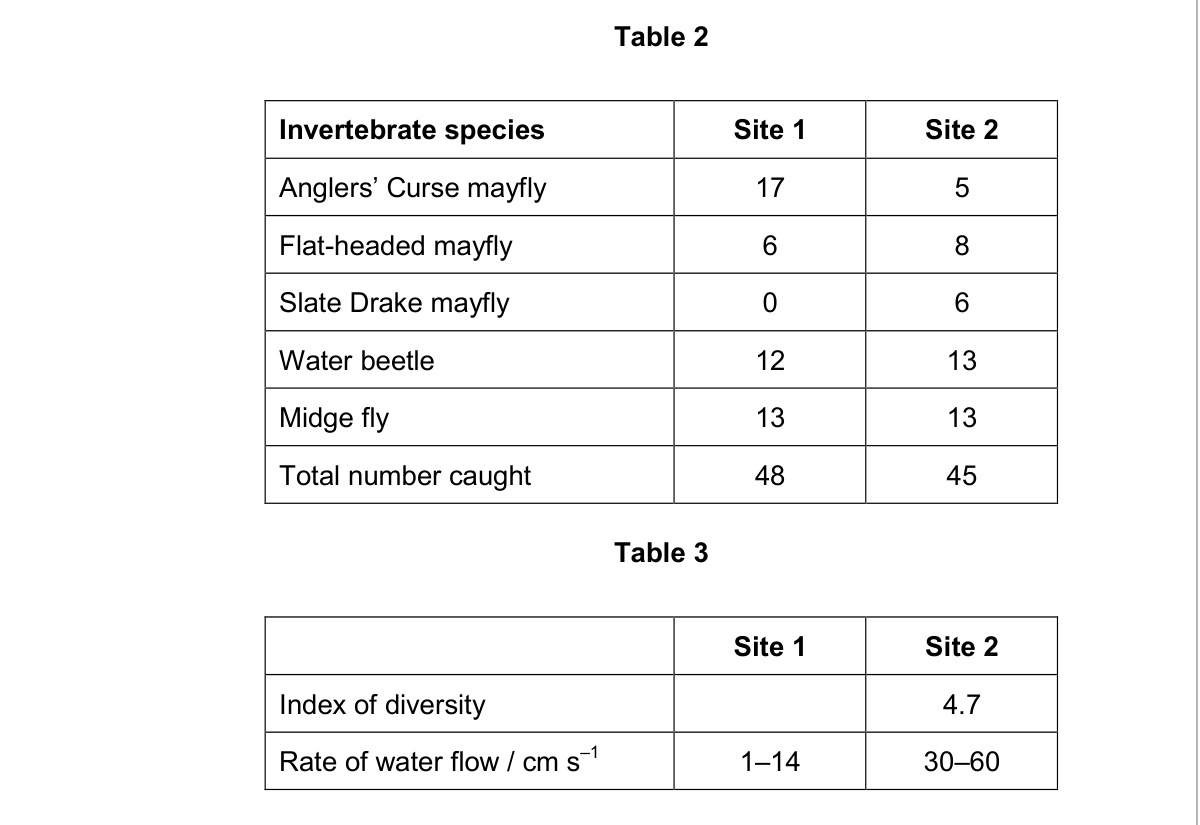 Table 2
Invertebrate species Site 1 Site 2
Anglers’ Curse mayfly 17 5
Flat-headed mayfly 6 8
Slate Drake mayfly 0 6
Water beetle 12 13
Midge fly 13 13
Total number caught 48 45
Table 3
Site 1 Site 2
Index of diversity 4.7
Rate of water flow / cm s⁻¹ 1–14 30–60